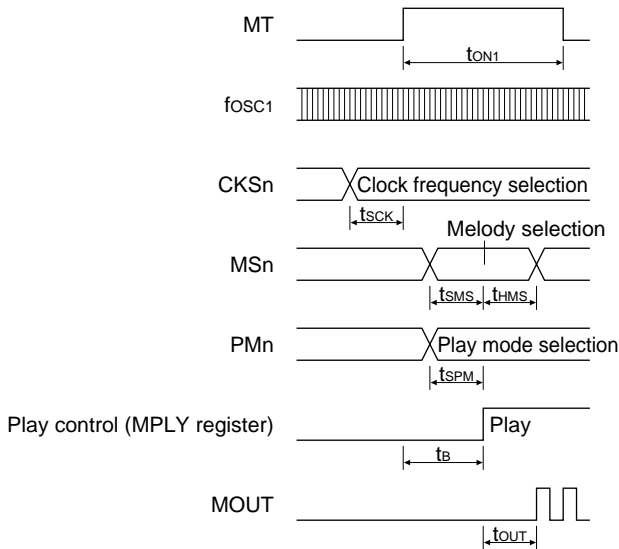 MT
tON1
fOSC1
CKSn
Clock frequency selection
tSCK
Melody selection
MSn
tSMS
tHMS
PMn
Play mode selection
tSPM
Play control (MPLY register)
Play
tB
MOUT
tOUT